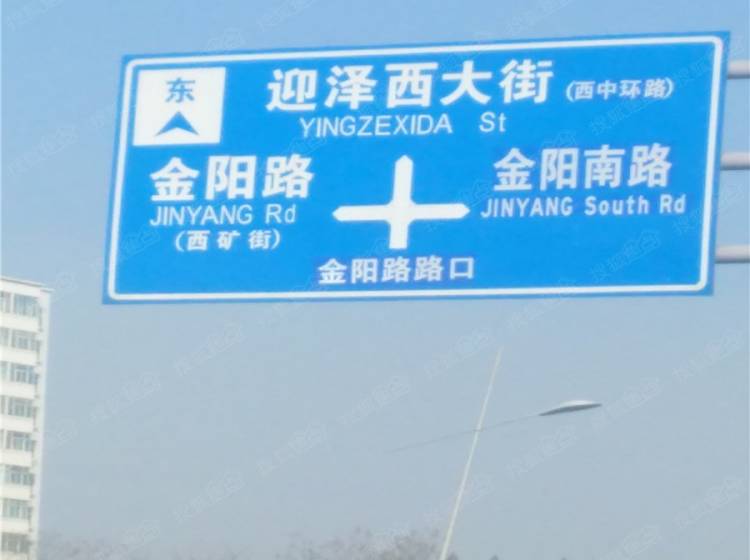 东
迎泽西大街(西中环路)
YINGZEXIDA St
金阳路
JINYANG Rd
(西矿街)
金阳南路
JINYANG South Rd
金阳路路口